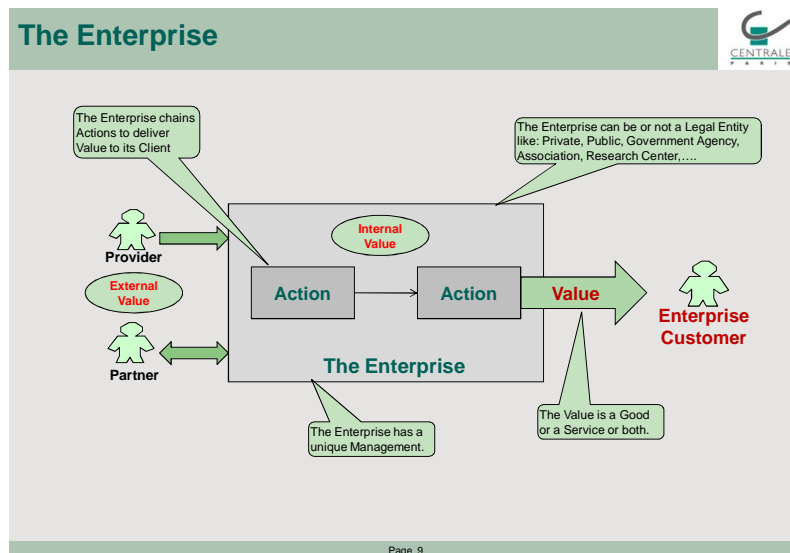 The Enterprise
CENTRALE
PARIS
The Enterprise chains
Actions to deliver
Value to its Client
The Enterprise can be or not a Legal Entity
like: Private, Public, Government Agency,
Association, Research Center,….
Provider
Internal
Value
External
Value
Action
Action
Value
Enterprise
Customer
Partner
The Enterprise
The Enterprise has a
unique Management.
The Value is a Good
or a Service or both.
Page 9